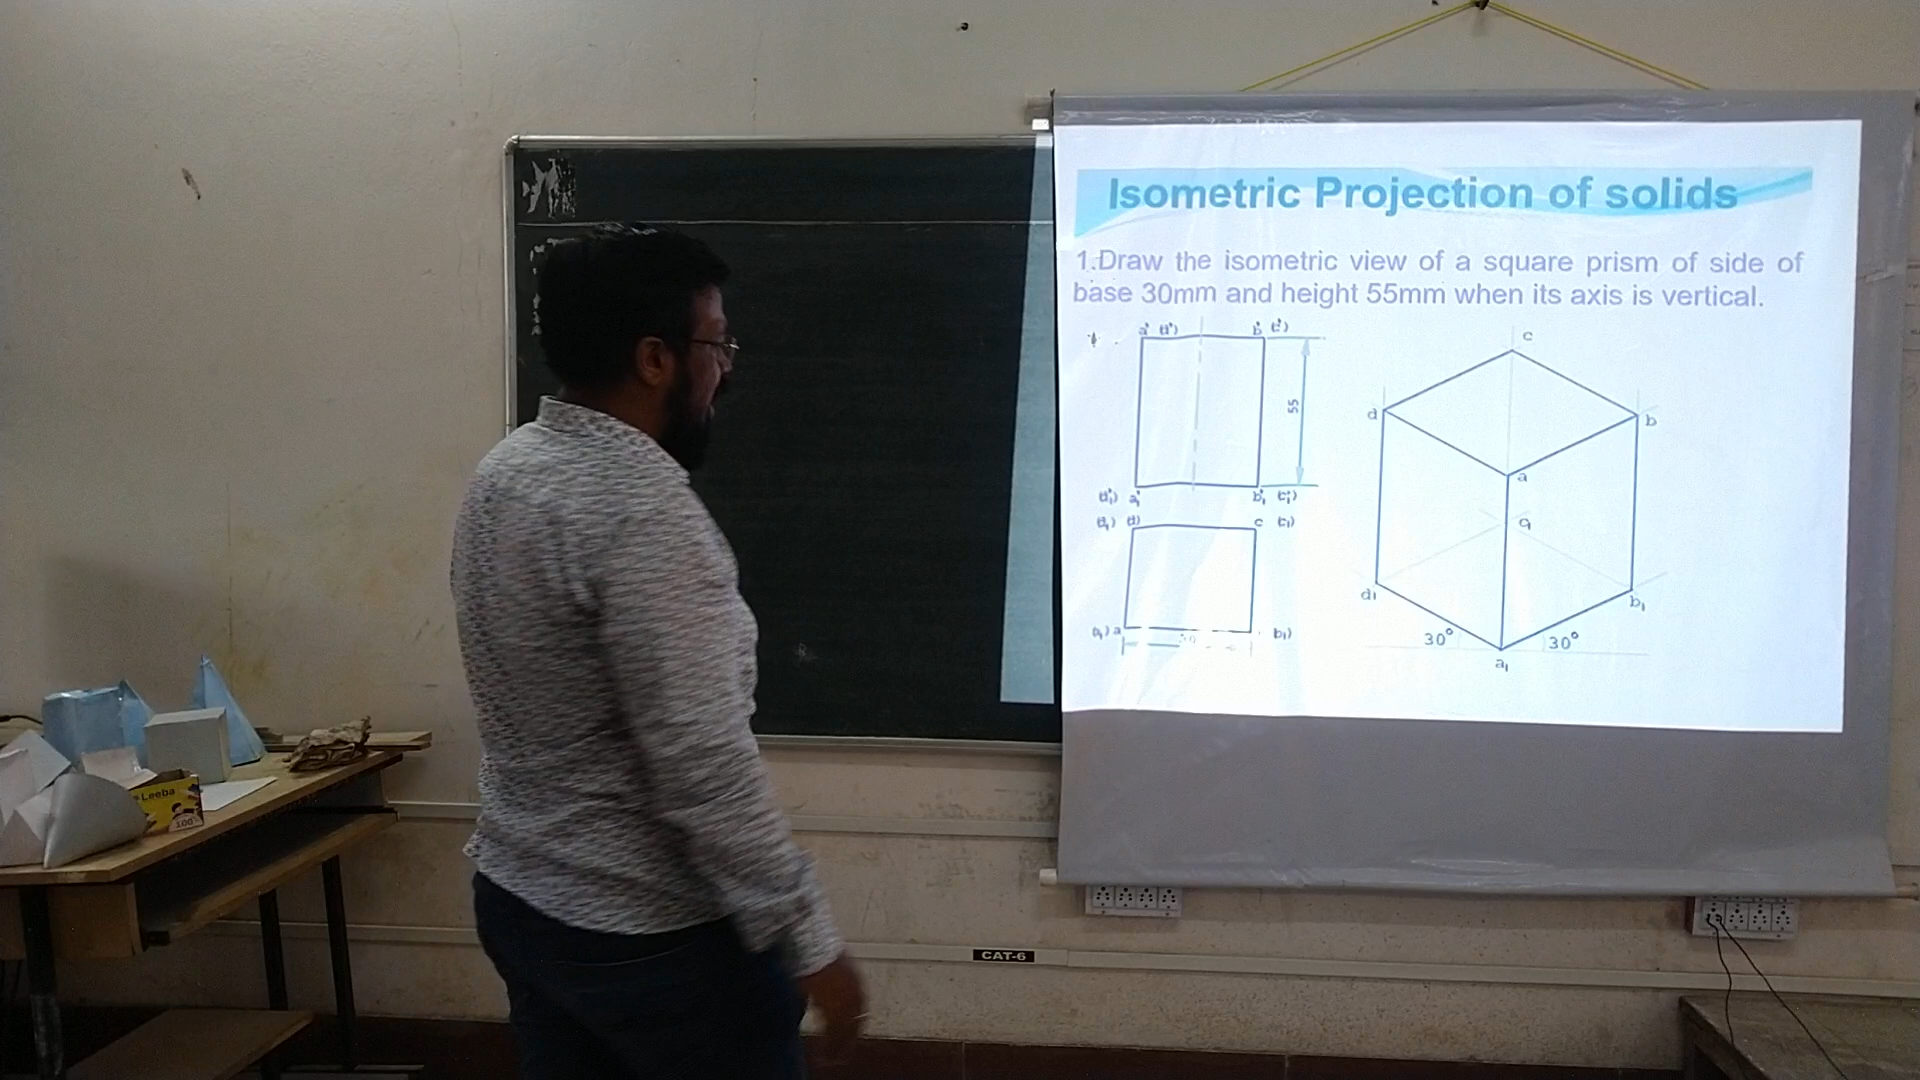 Isometric Projection of solids
1.Draw the isometric view of a square prism of side of
base 30mm and height 55mm when its axis is vertical.
c
d
b
55
a
d₁
b₁
30°
30°
a₁
Leeba
100
CAT-6